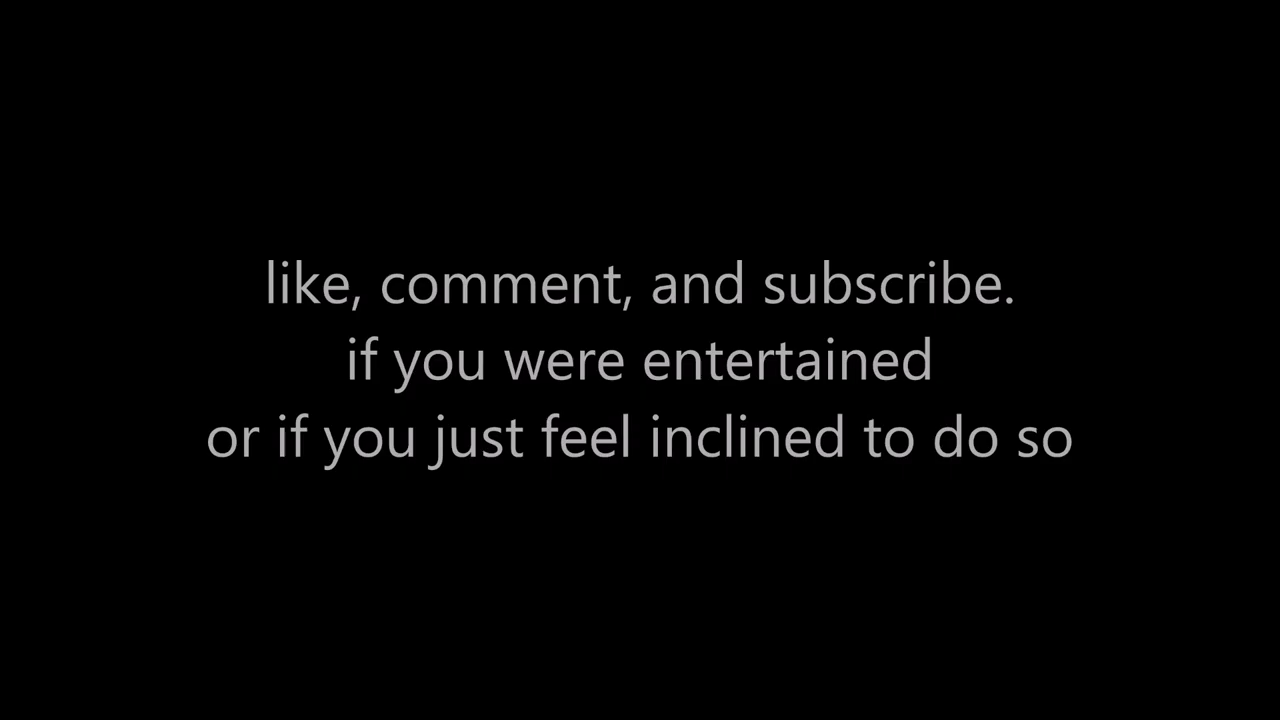 like, comment, and subscribe.
if you were entertained
or if you just feel inclined to do so